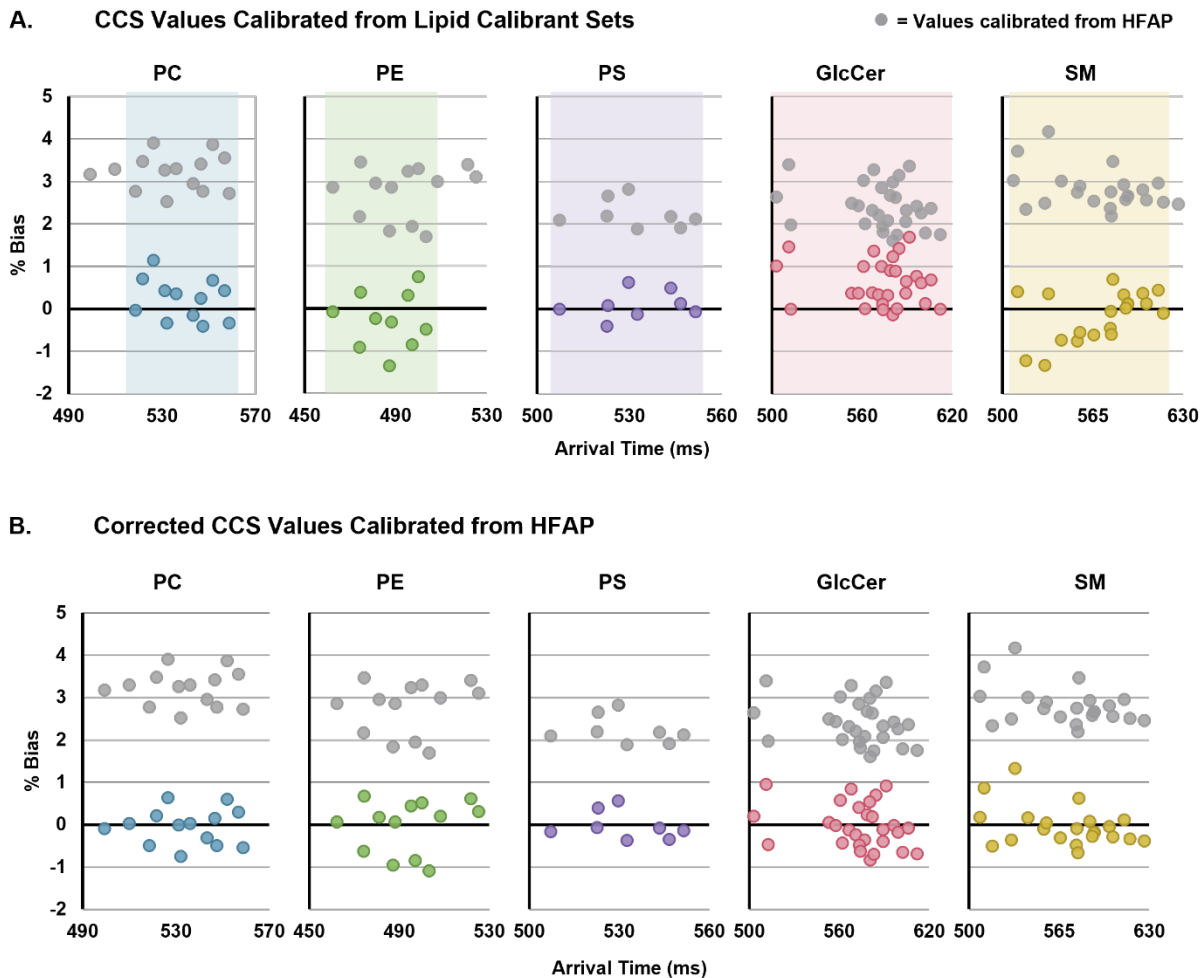 A. CCS Values Calibrated from Lipid Calibrant Sets
= Values calibrated from HFAP
PC PE PS GlcCer SM
% Bias
5
4
3
2
1
0
-1
-2
490 530 570 450 490 530 500 530 560 500 560 620 500 565 630
Arrival Time (ms)
B. Corrected CCS Values Calibrated from HFAP
PC PE PS GlcCer SM
% Bias
5
4
3
2
1
0
-1
-2
490 530 570 450 490 530 500 530 560 500 560 620 500 565 630
Arrival Time (ms)